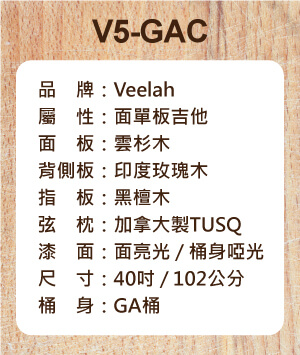 V5-GAC
品　牌：Veelah
屬　性：面單板吉他
面　板：雲杉木
背側板：印度玫瑰木
指　板：黑檀木
弦　枕：加拿大製TUSQ
漆　面：面亮光 / 桶身啞光
尺　寸：40吋 / 102公分
桶　身：GA桶